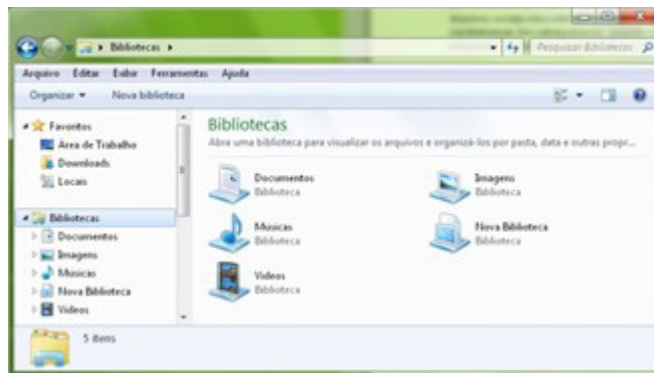 Bibliotecas
Pesquisar Bibliotecas
Arquivo Editar Exibir Ferramentas Ajuda
Organizar Nova biblioteca
Favoritos
Área de Trabalho
Downloads
Locais
Bibliotecas
Documentos
Imagens
Músicas
Nova Biblioteca
Vídeos
Bibliotecas
Abra uma biblioteca para visualizar os arquivos e organizá-los por pasta, data e outras propr...
Documentos
Biblioteca
Imagens
Biblioteca
Músicas
Biblioteca
Nova Biblioteca
Biblioteca
Vídeos
Biblioteca
5 itens